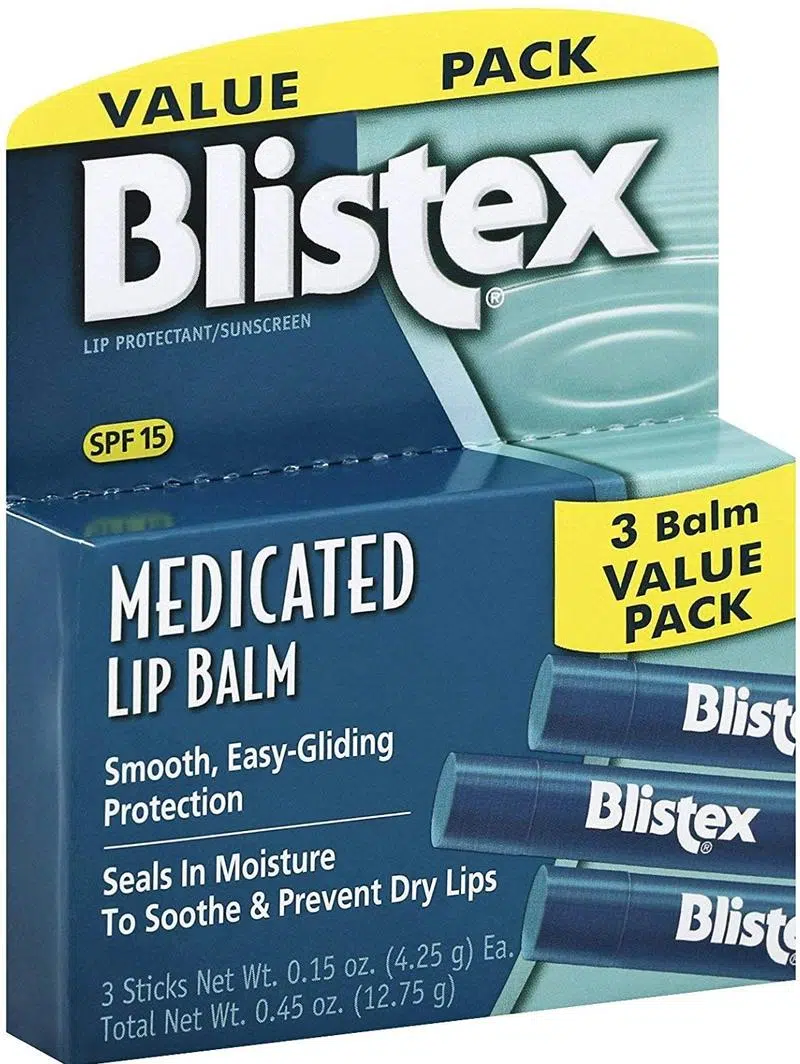 VALUE PACK
Blistex®
LIP PROTECTANT/SUNSCREEN
SPF 15
MEDICATED
LIP BALM
Smooth, Easy-Gliding
Protection
Seals In Moisture
To Soothe & Prevent Dry Lips
3 Sticks Net Wt. 0.15 oz. (4.25 g) Ea.
Total Net Wt. 0.45 oz. (12.75 g)
3 Balm
VALUE
PACK
Blist
Blistex®
Blist